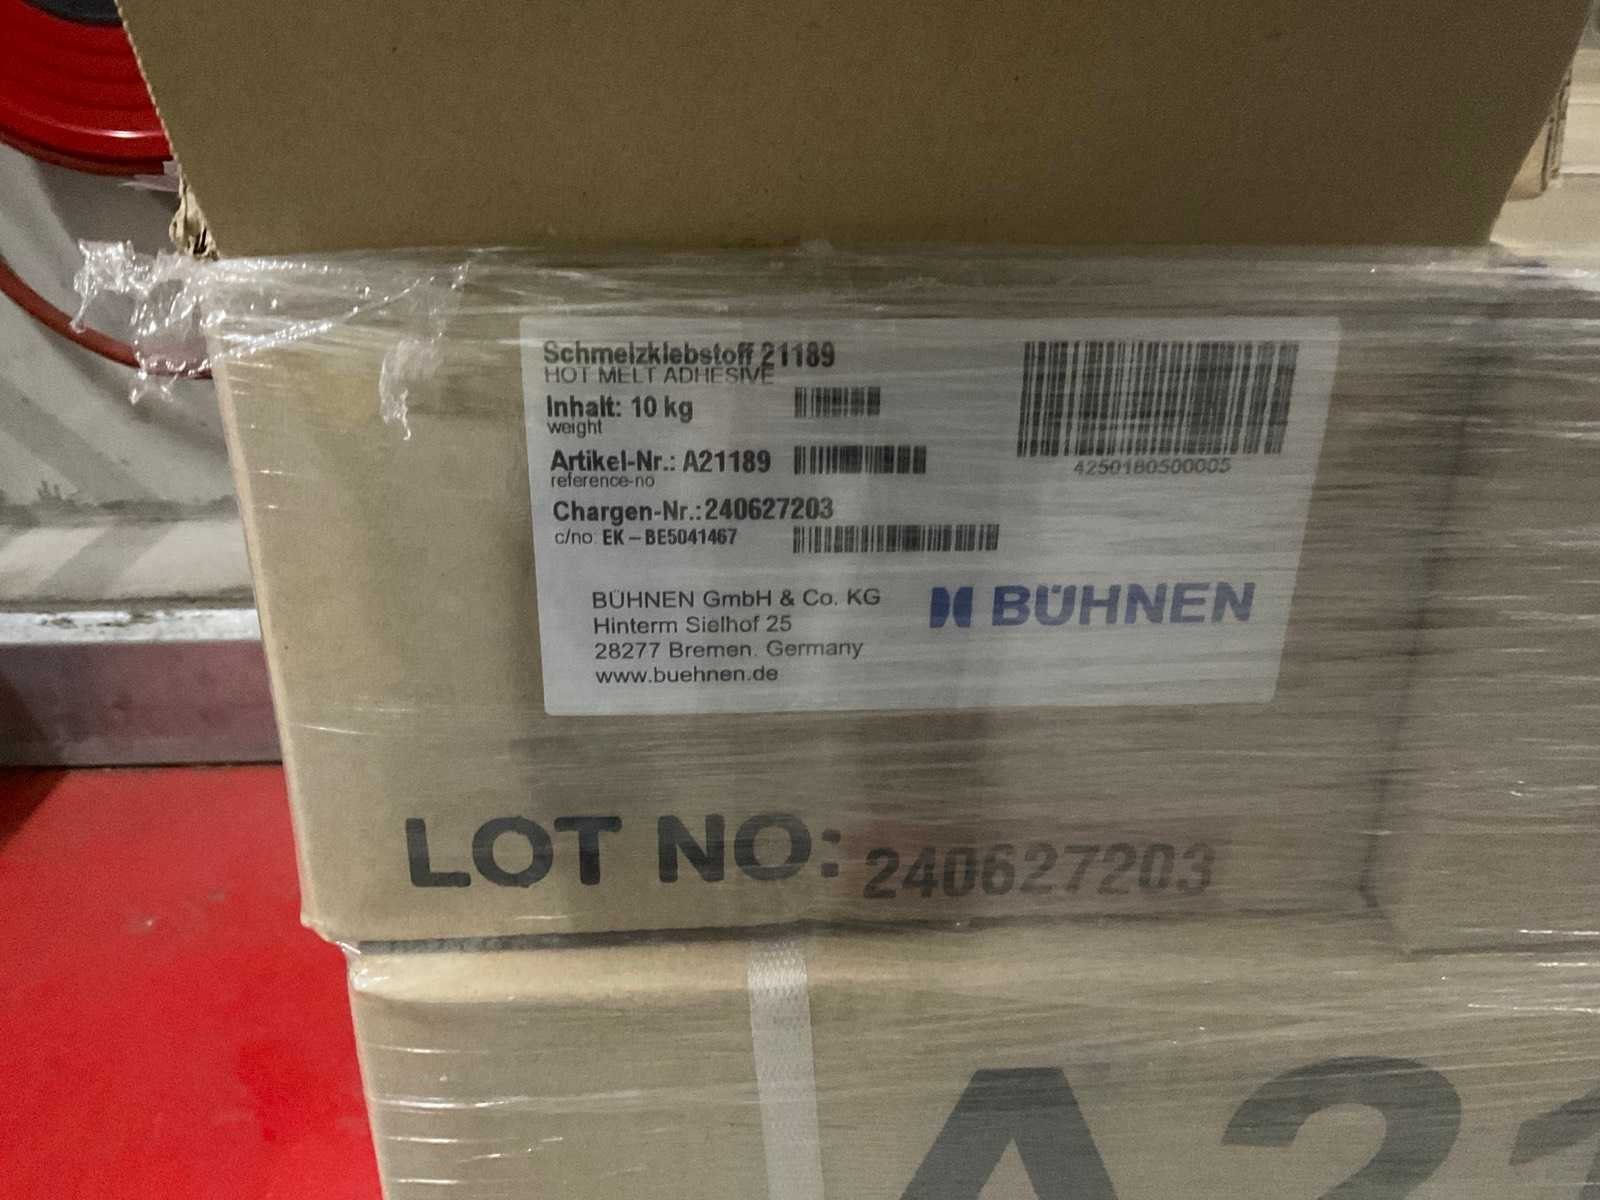 Schmelzklebstoff 21189
HOT MELT ADHESIVE
Inhalt: 10 kg
weight
Artikel-Nr.: A21189
reference-no
Chargen-Nr.:240627203
c/no: EK – BE5041467
4250180500005
BÜHNEN GmbH & Co. KG
Hinterm Sielhof 25
28277 Bremen. Germany
www.buehnen.de
BÜHNEN
LOT NO: 240627203
A21